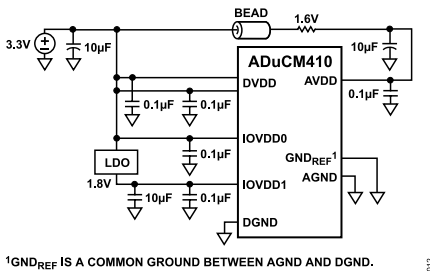 BEAD
1.6V
3.3V
10µF
10µF
ADuCM410
DVDD
AVDD
0.1µF
0.1µF
0.1µF
IOVDD0
0.1µF
GNDREF1
LDO
AGND
1.8V
IOVDD1
10µF
0.1µF
DGND
1GNDREF IS A COMMON GROUND BETWEEN AGND AND DGND.